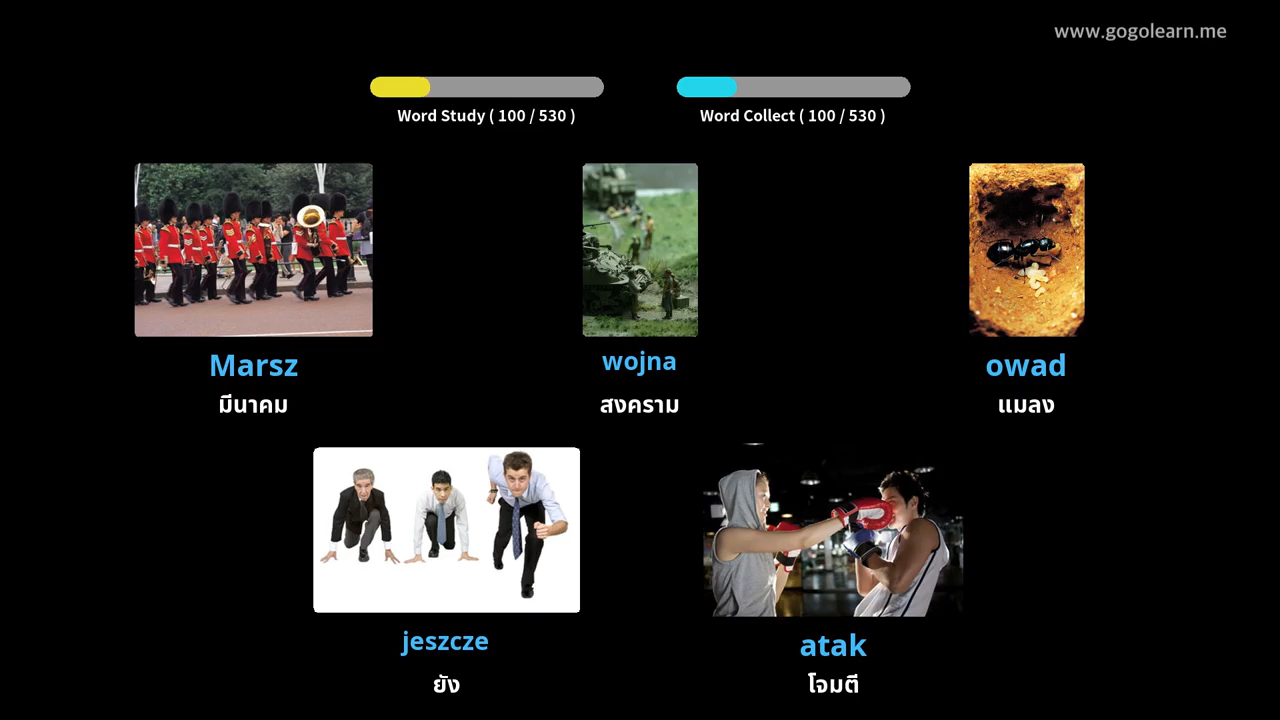 www.gogolearn.me
Word Study ( 100 / 530 )
Word Collect ( 100 / 530 )
Marsz
มีนาคม
wojna
สงคราม
owad
แมลง
jeszcze
ยัง
atak
โจมตี